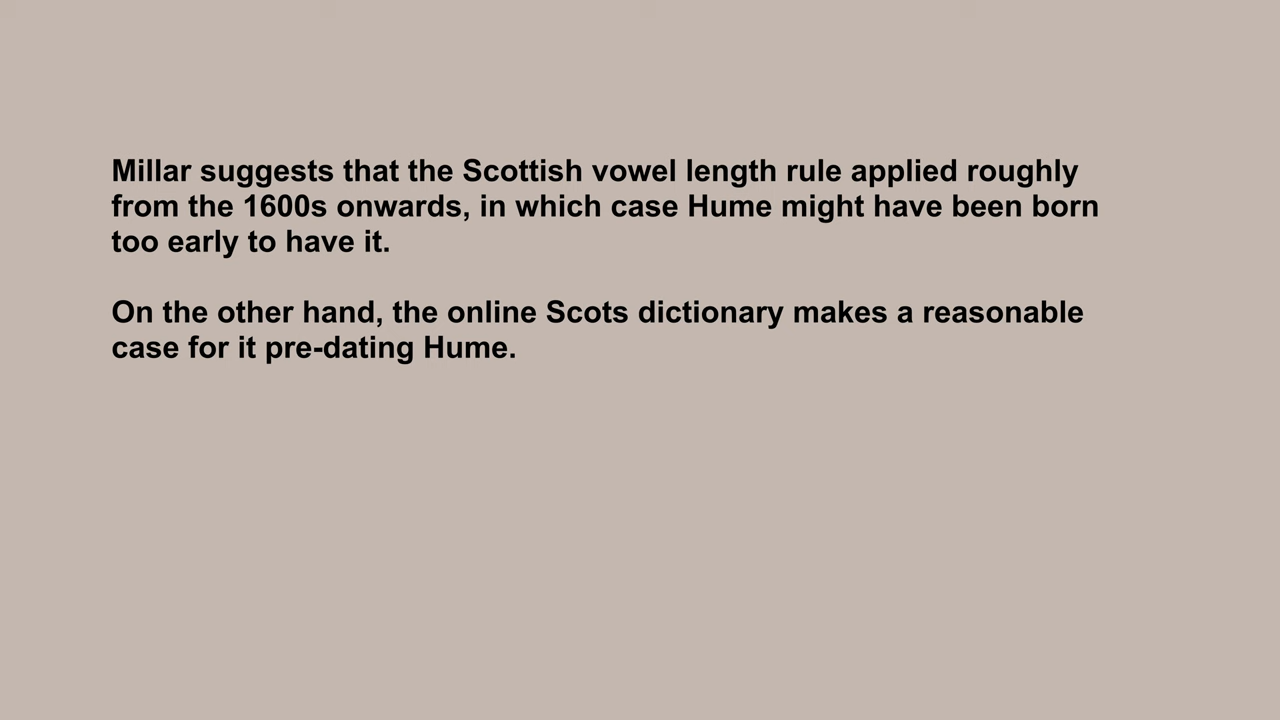 Millar suggests that the Scottish vowel length rule applied roughly
from the 1600s onwards, in which case Hume might have been born
too early to have it.
On the other hand, the online Scots dictionary makes a reasonable
case for it pre-dating Hume.